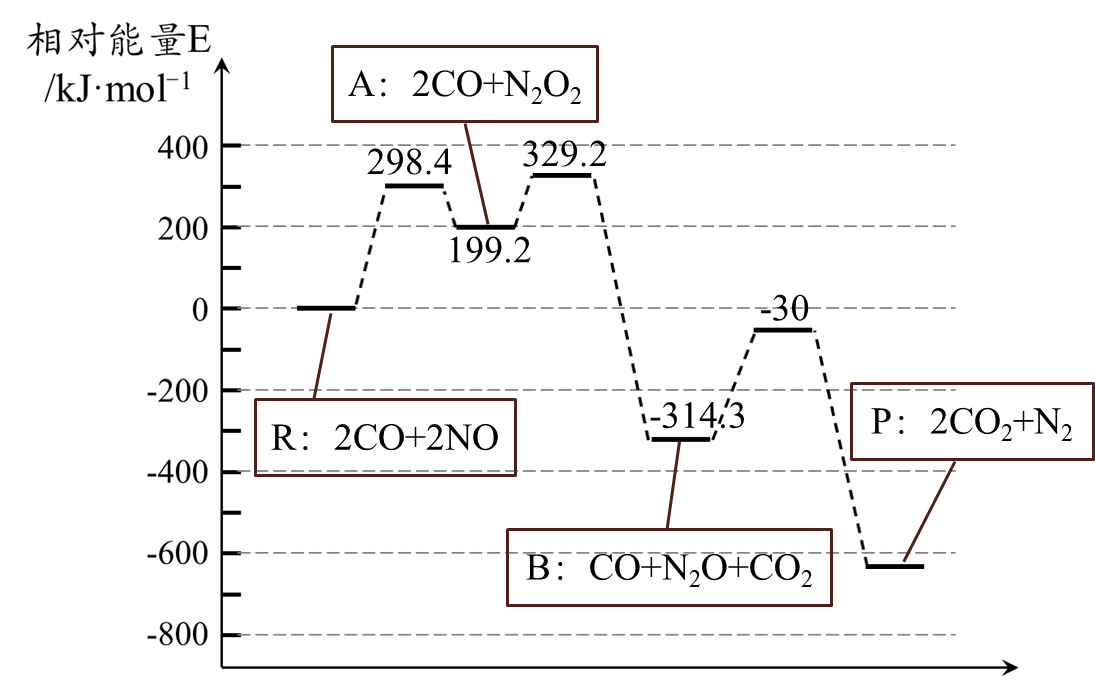 相对能量E
/kJ·mol⁻¹
A：2CO+N₂O₂
400
298.4
329.2
200
199.2
0
-30
-200
-314.3
R：2CO+2NO
P：2CO₂+N₂
-400
-600
B：CO+N₂O+CO₂
-800